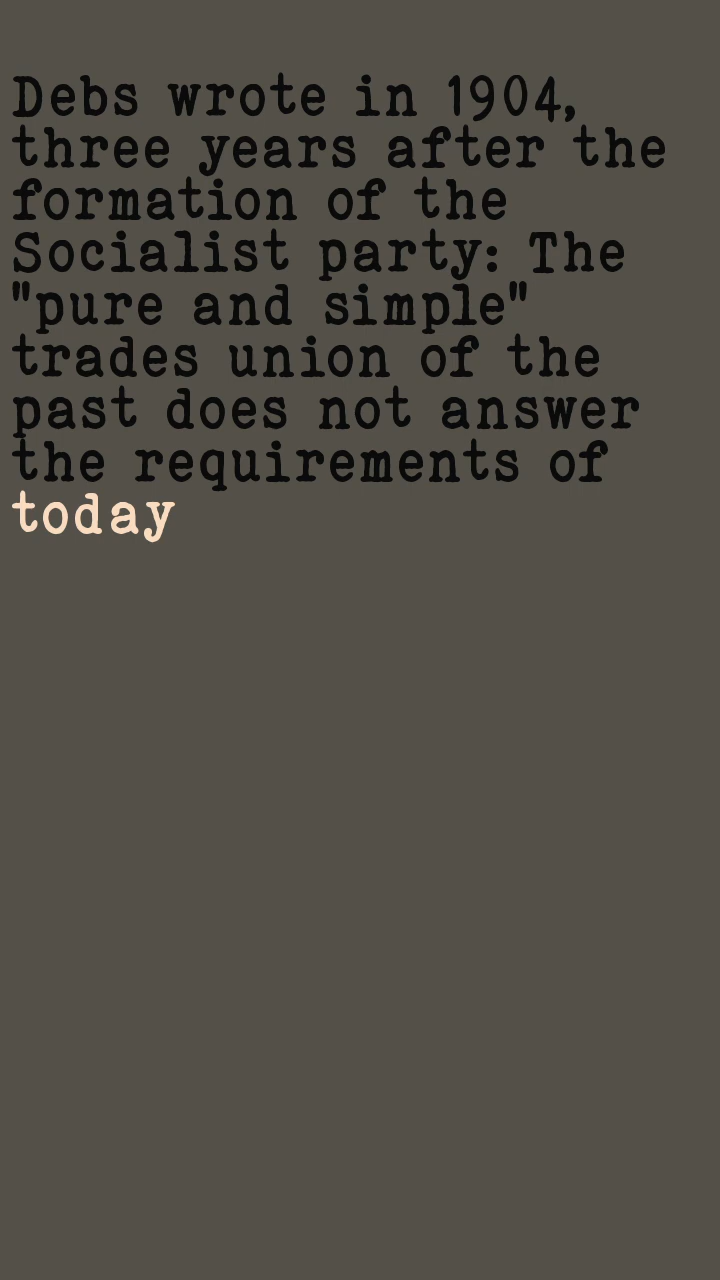 Debs wrote in 1904,
three years after the
formation of the
Socialist party: The
"pure and simple"
trades union of the
past does not answer
the requirements of
today